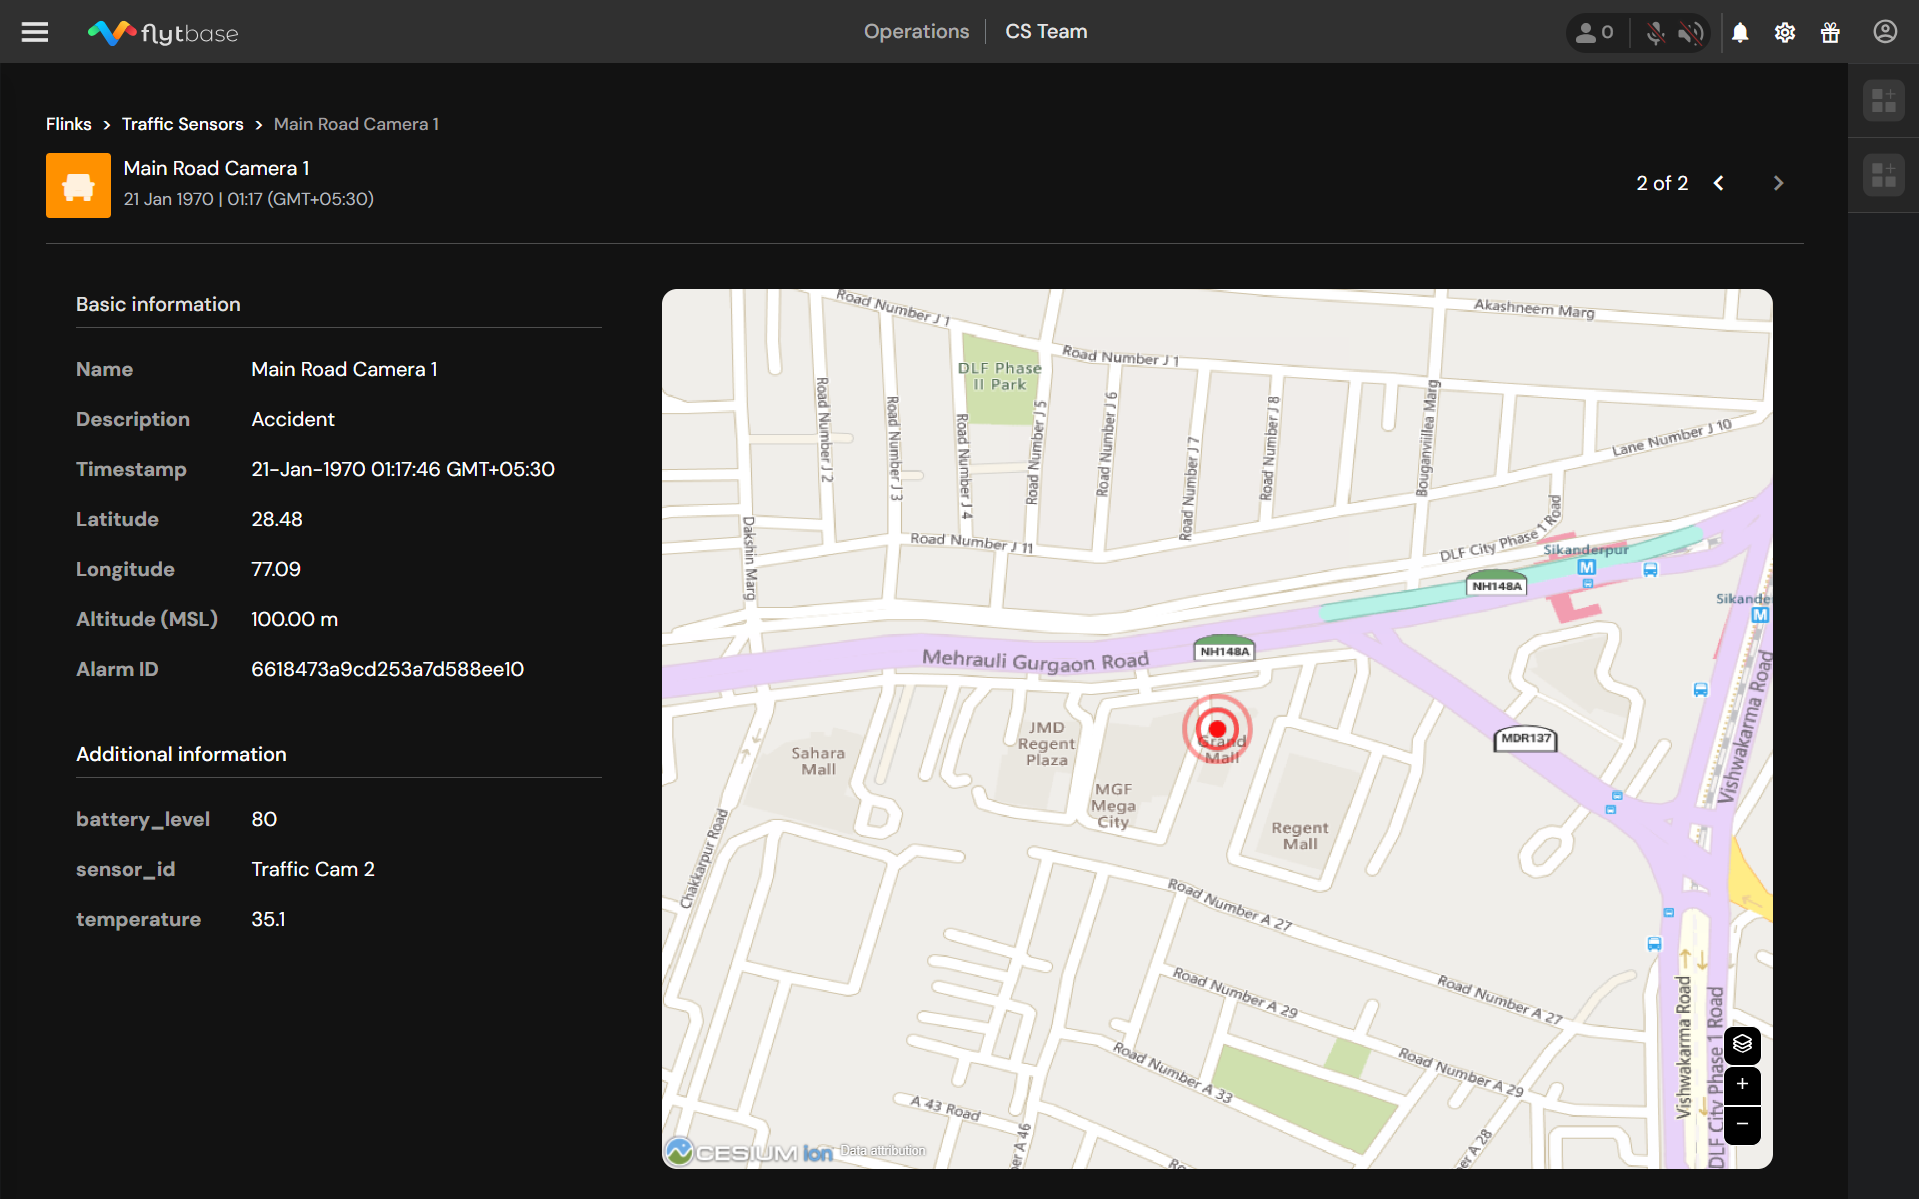 flytbase
Operations
CS Team
0
Flinks > Traffic Sensors > Main Road Camera 1
Main Road Camera 1
21 Jan 1970 | 01:17 (GMT+05:30)
2 of 2
Basic information
Name Main Road Camera 1
Description Accident
Timestamp 21-Jan-1970 01:17:46 GMT+05:30
Latitude 28.48
Longitude 77.09
Altitude (MSL) 100.00 m
Alarm ID 6618473a9cd253a7d588ee10
Additional information
battery_level 80
sensor_id Traffic Cam 2
temperature 35.1
Road Number J 1
Akashneem Marg
Road Number J 1
DLF Phase
II Park
Road Number J 2
Road Number J 3
Road Number J 4
Road Number J 5
Road Number J 6
Road Number J 7
Road Number J 8
Bouganvillea Marg
Lane Number J 10
Dakshin Marg
Road Number J 11
DLF City Phase 1 Road
Sikanderpur
M
NH148A
Sikande
M
Mehrauli Gurgaon Road
NH148A
JMD
Regent
Plaza
Grand
Mall
MDR137
Vishwakarma Road
Sahara
Mall
MGF
Mega
City
Regent
Mall
Chakkarpur Road
Road Number A 27
Road Number A 29
Road Number A 27
Road Number A 33
Road Number A 29
Vishwakarma Road
DLF City Phase 1 Road
A 43 Road
er A 46
er A 28
Roa
CESIUM ion Data attribution
+
−